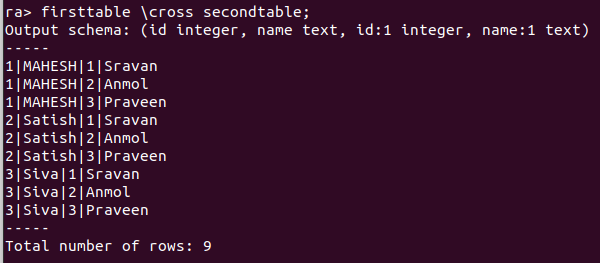 ra> firsttable \cross secondtable;
Output schema: (id integer, name text, id:1 integer, name:1 text)
-----
1|MAHESH|1|Sravan
1|MAHESH|2|Anmol
1|MAHESH|3|Praveen
2|Satish|1|Sravan
2|Satish|2|Anmol
2|Satish|3|Praveen
3|Siva|1|Sravan
3|Siva|2|Anmol
3|Siva|3|Praveen
-----
Total number of rows: 9